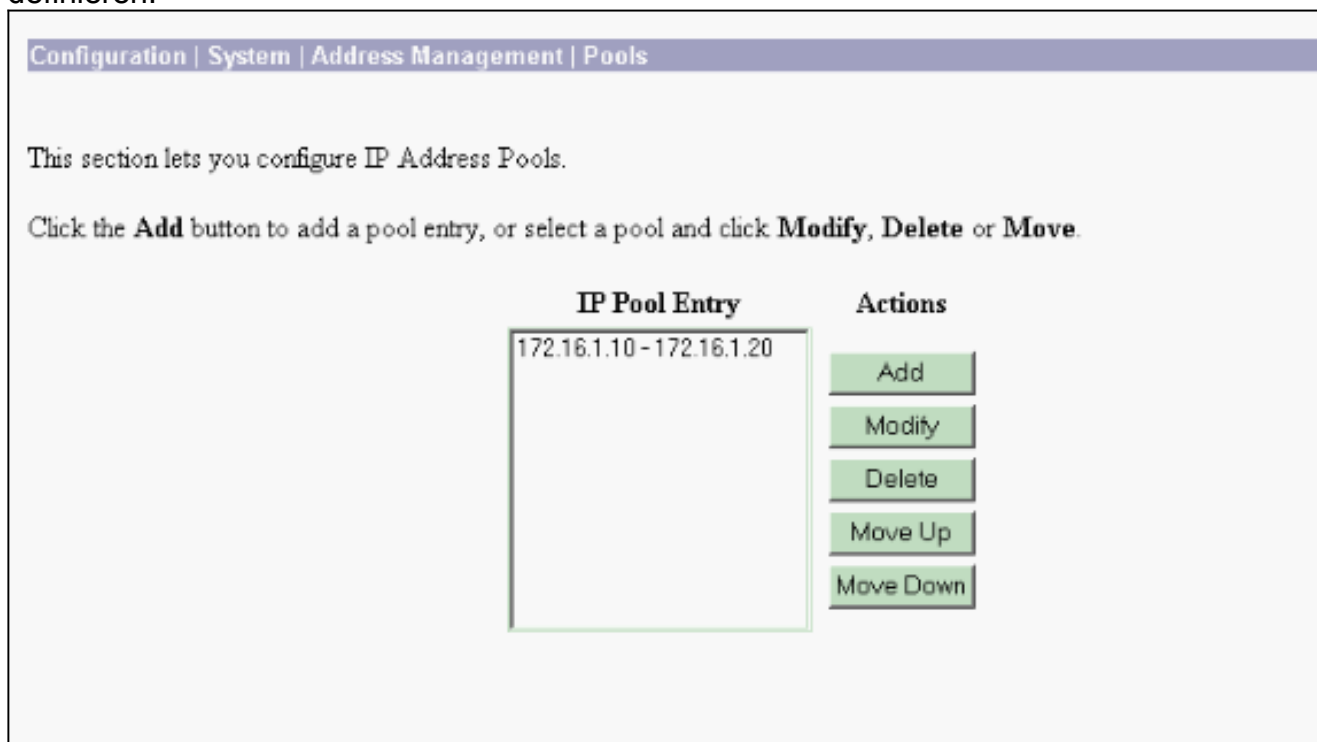 definieren.
Configuration | System | Address Management | Pools
This section lets you configure IP Address Pools.
Click the Add button to add a pool entry, or select a pool and click Modify, Delete or Move.
IP Pool Entry Actions
172.16.1.10 - 172.16.1.20
Add
Modify
Delete
Move Up
Move Down